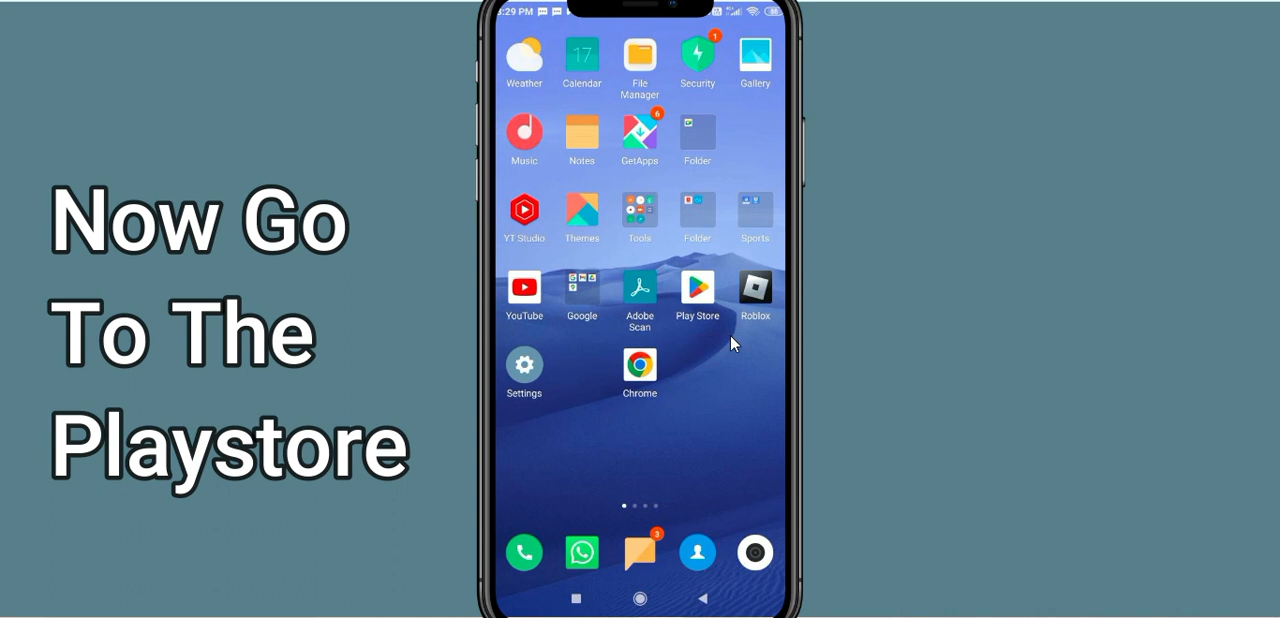 Now Go
To The
Playstore
:29 PM
17
1
Weather
Calendar
File
Manager
Security
Gallery
6
Music
Notes
GetApps
Folder
YT Studio
Themes
Tools
Folder
Sports
YouTube
Google
Adobe
Scan
Play Store
Roblox
Settings
Chrome
3